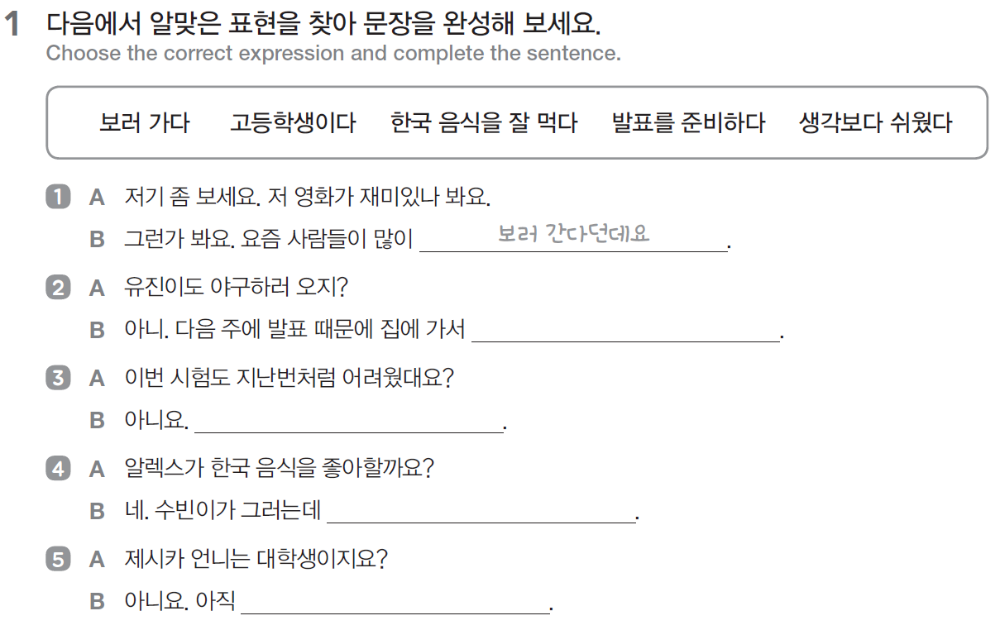 1 다음에서 알맞은 표현을 찾아 문장을 완성해 보세요.
Choose the correct expression and complete the sentence.
보러 가다 고등학생이다 한국 음식을 잘 먹다 발표를 준비하다 생각보다 쉬웠다
1 A 저기 좀 보세요. 저 영화가 재미있나 봐요.
B 그런가 봐요. 요즘 사람들이 많이 보러 간다던데요.
2 A 유진이도 야구하러 오지?
B 아니. 다음 주에 발표 때문에 집에 가서 .
3 A 이번 시험도 지난번처럼 어려웠대요?
B 아니요. .
4 A 알렉스가 한국 음식을 좋아할까요?
B 네. 수빈이가 그러는데 .
5 A 제시카 언니는 대학생이지요?
B 아니요. 아직 .